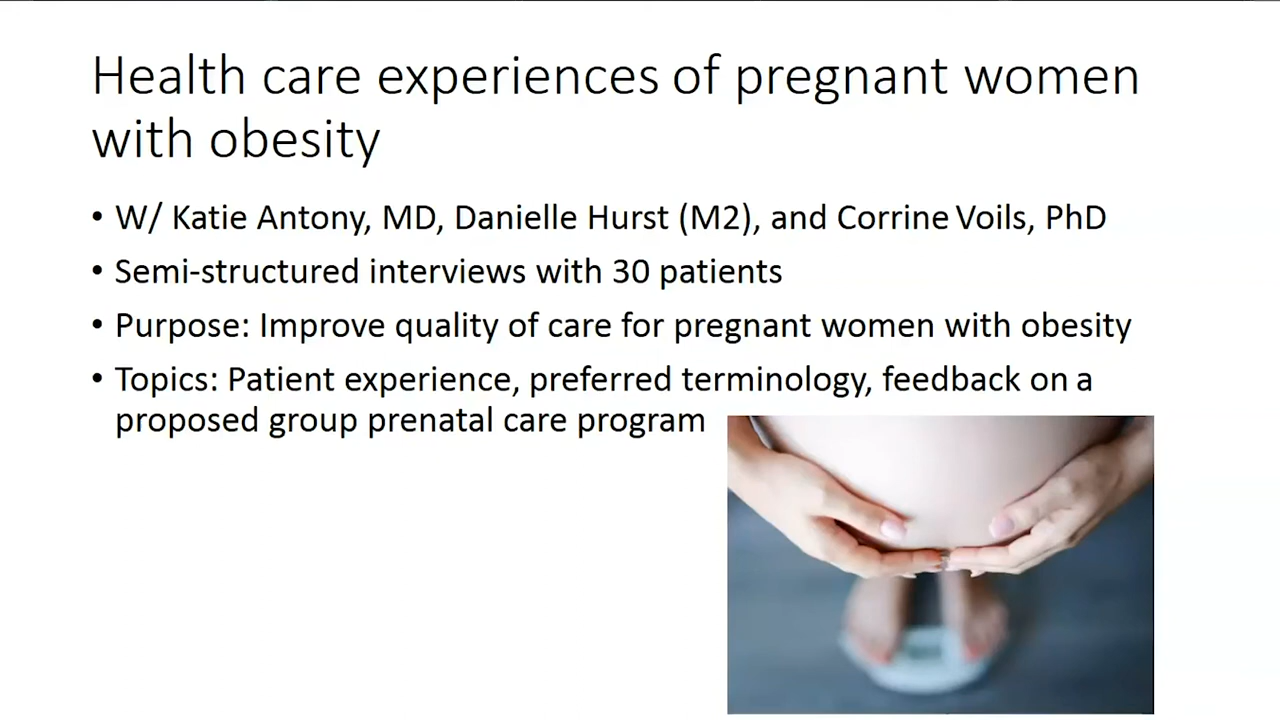 Health care experiences of pregnant women
with obesity
• W/ Katie Antony, MD, Danielle Hurst (M2), and Corrine Voils, PhD
• Semi-structured interviews with 30 patients
• Purpose: Improve quality of care for pregnant women with obesity
• Topics: Patient experience, preferred terminology, feedback on a
proposed group prenatal care program